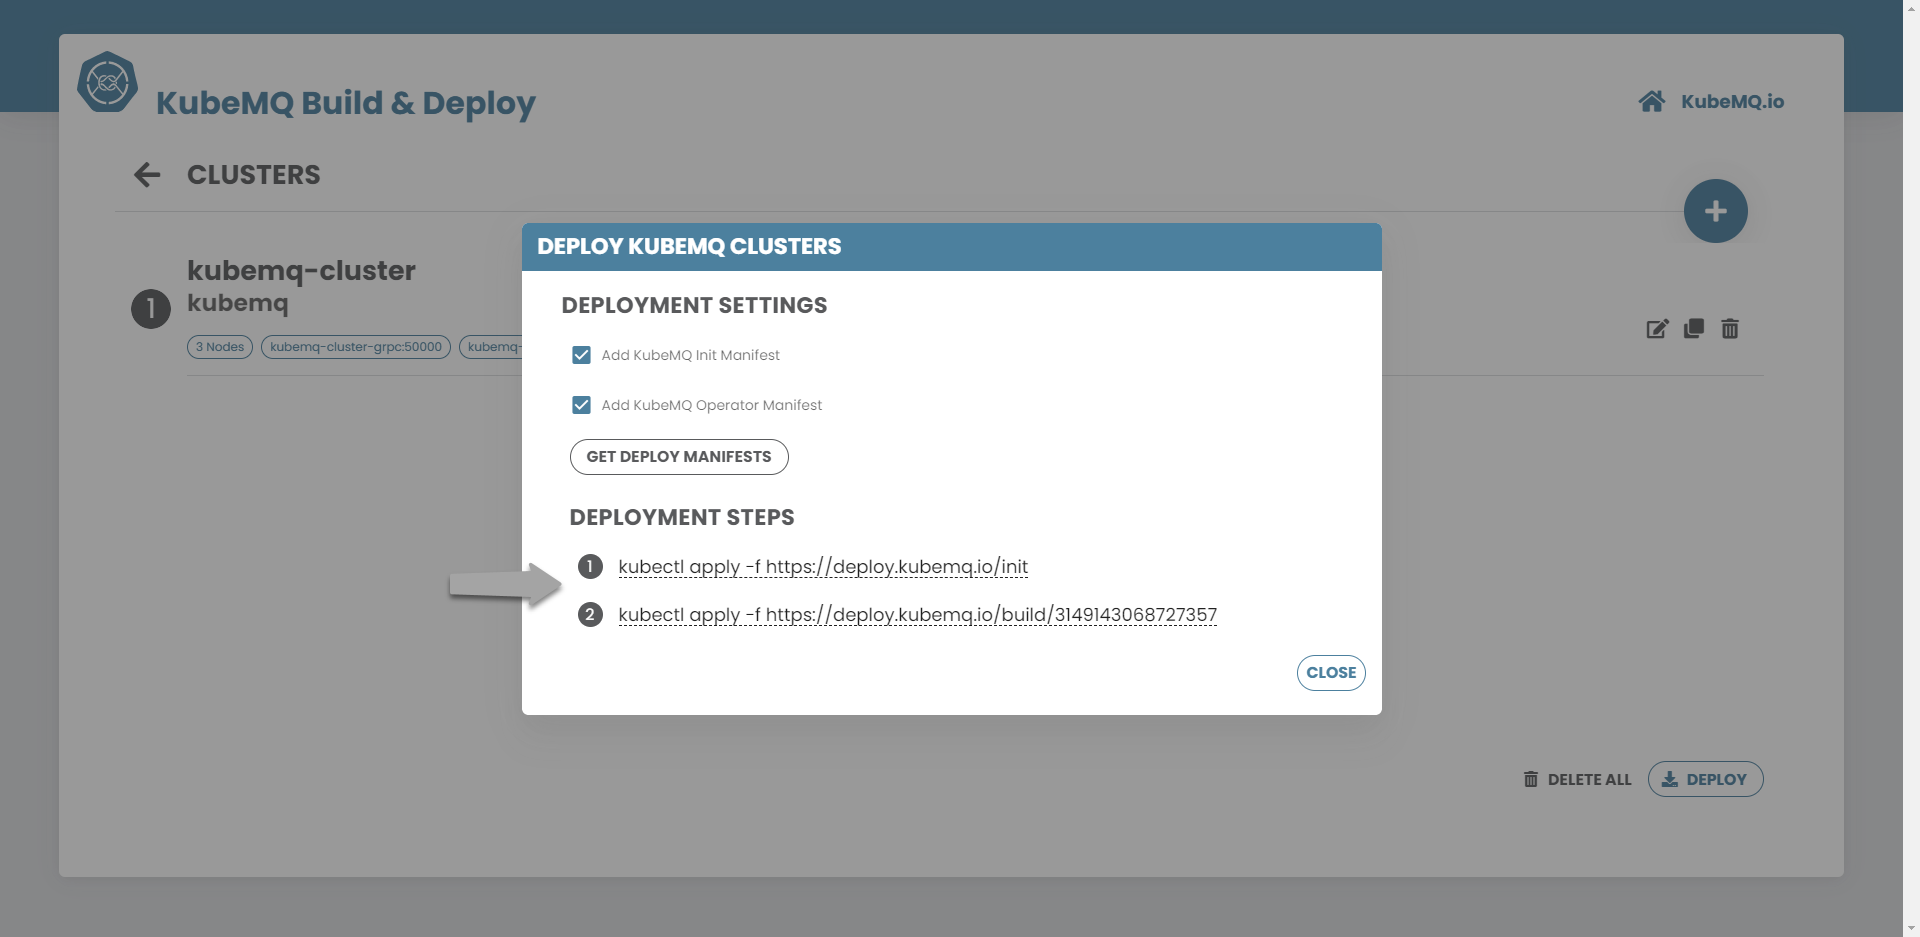 KubeMQ Build & Deploy
KubeMQ.io
CLUSTERS
kubemq-cluster
1
kubemq
3 Nodes
kubemq-cluster-grpc:50000
kubemq-
DEPLOY KUBEMQ CLUSTERS
DEPLOYMENT SETTINGS
Add KubeMQ Init Manifest
Add KubeMQ Operator Manifest
GET DEPLOY MANIFESTS
DEPLOYMENT STEPS
1 kubectl apply -f https://deploy.kubemq.io/init
2 kubectl apply -f https://deploy.kubemq.io/build/3149143068727357
CLOSE
DELETE ALL
DEPLOY